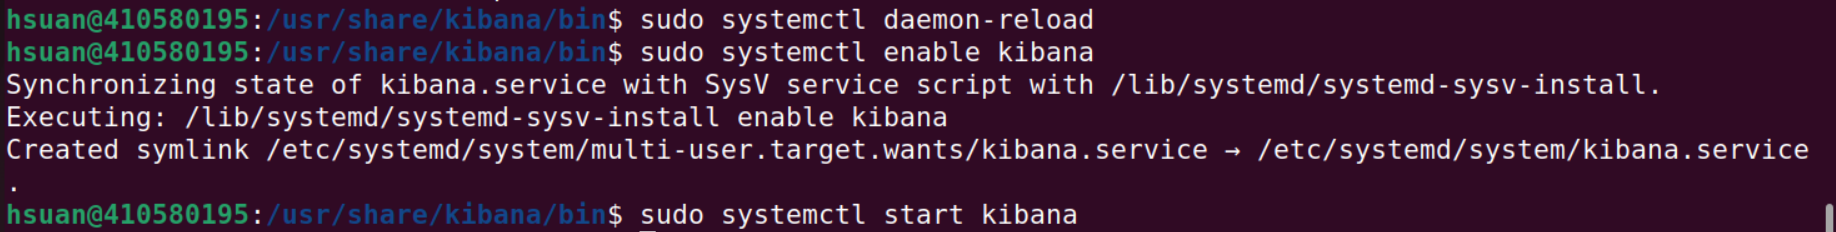 hsuan@410580195:/usr/share/kibana/bin$ sudo systemctl daemon-reload
hsuan@410580195:/usr/share/kibana/bin$ sudo systemctl enable kibana
Synchronizing state of kibana.service with SysV service script with /lib/systemd/systemd-sysv-install.
Executing: /lib/systemd/systemd-sysv-install enable kibana
Created symlink /etc/systemd/system/multi-user.target.wants/kibana.service → /etc/systemd/system/kibana.service
.
hsuan@410580195:/usr/share/kibana/bin$ sudo systemctl start kibana